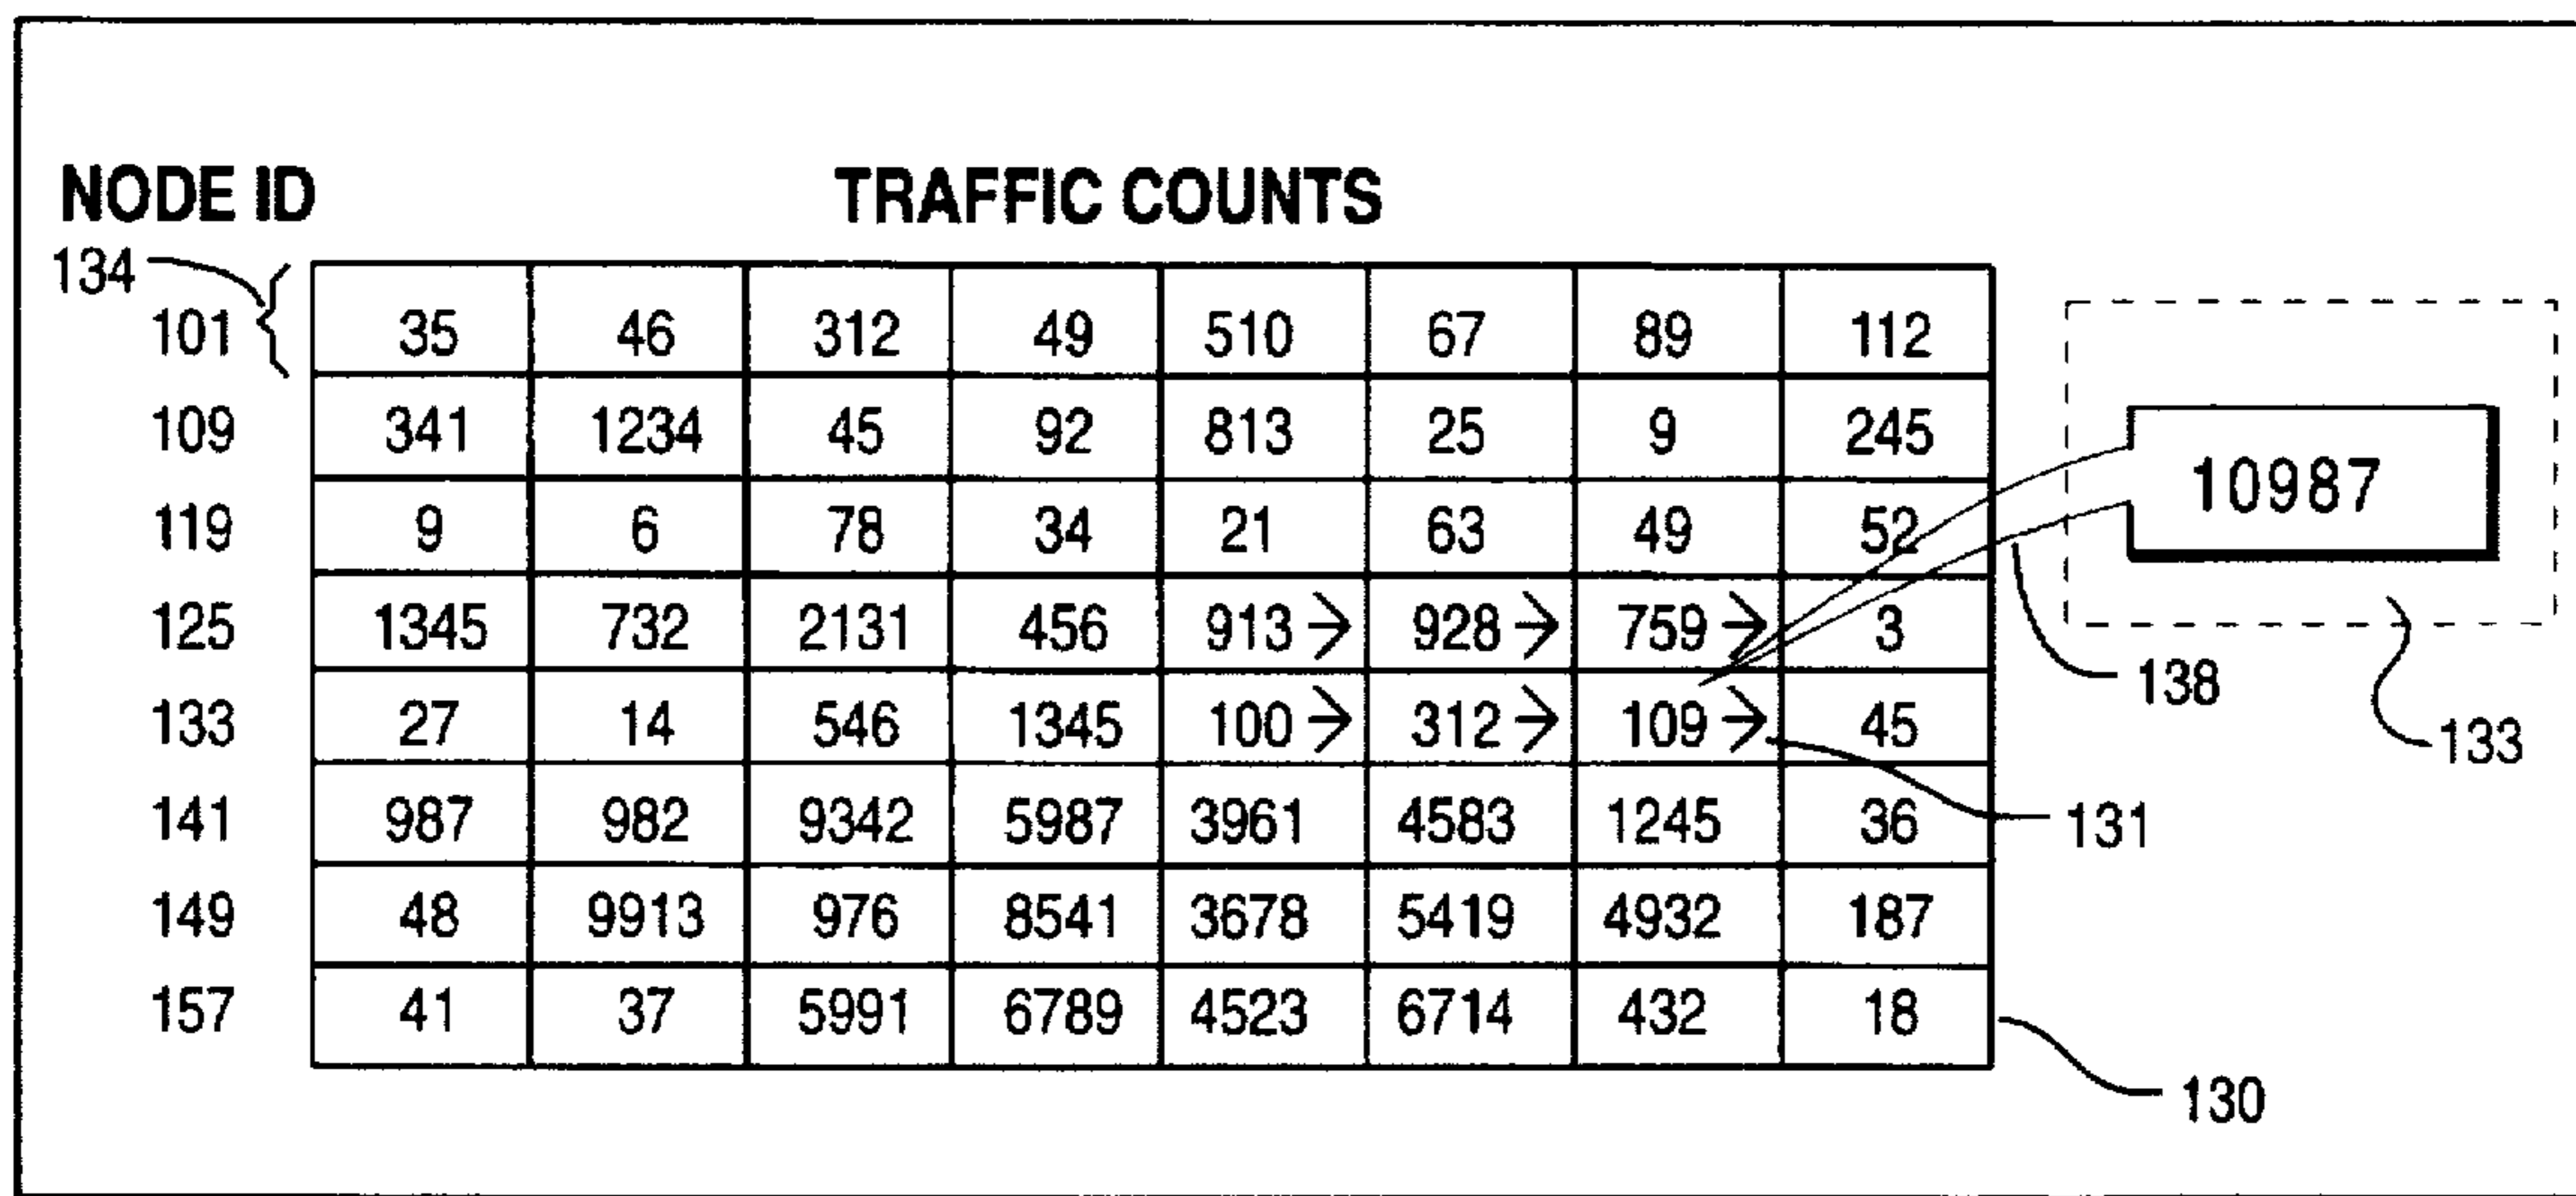 NODE ID TRAFFIC COUNTS
134
101 35 46 312 49 510 67 89 112
109 341 1234 45 92 813 25 9 245
10987
119 9 6 78 34 21 63 49 52
125 1345 732 2131 456 913 → 928 → 759 → 3
138
133 27 14 546 1345 100 → 312 → 109 → 45
133
141 987 982 9342 5987 3961 4583 1245 36
131
149 48 9913 976 8541 3678 5419 4932 187
157 41 37 5991 6789 4523 6714 432 18
130